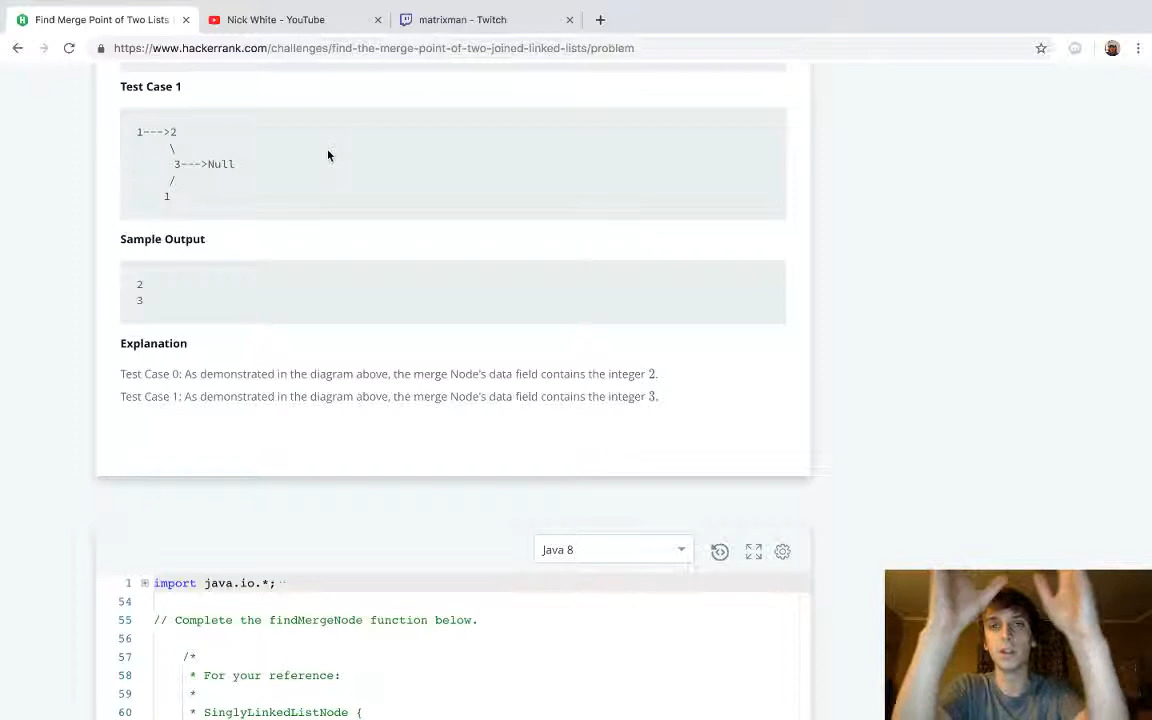 Find Merge Point of Two Lists
Nick White - YouTube
matrixman - Twitch
https://www.hackerrank.com/challenges/find-the-merge-point-of-two-joined-linked-lists/problem
Test Case 1
1--->2
\
3--->Null
/
1
Sample Output
2
3
Explanation
Test Case 0: As demonstrated in the diagram above, the merge Node's data field contains the integer 2.
Test Case 1: As demonstrated in the diagram above, the merge Node's data field contains the integer 3.
Java 8
1 import java.io.*;
54
55 // Complete the findMergeNode function below.
56
57 /*
58 * For your reference:
59 *
60 * SinglyLinkedListNode {